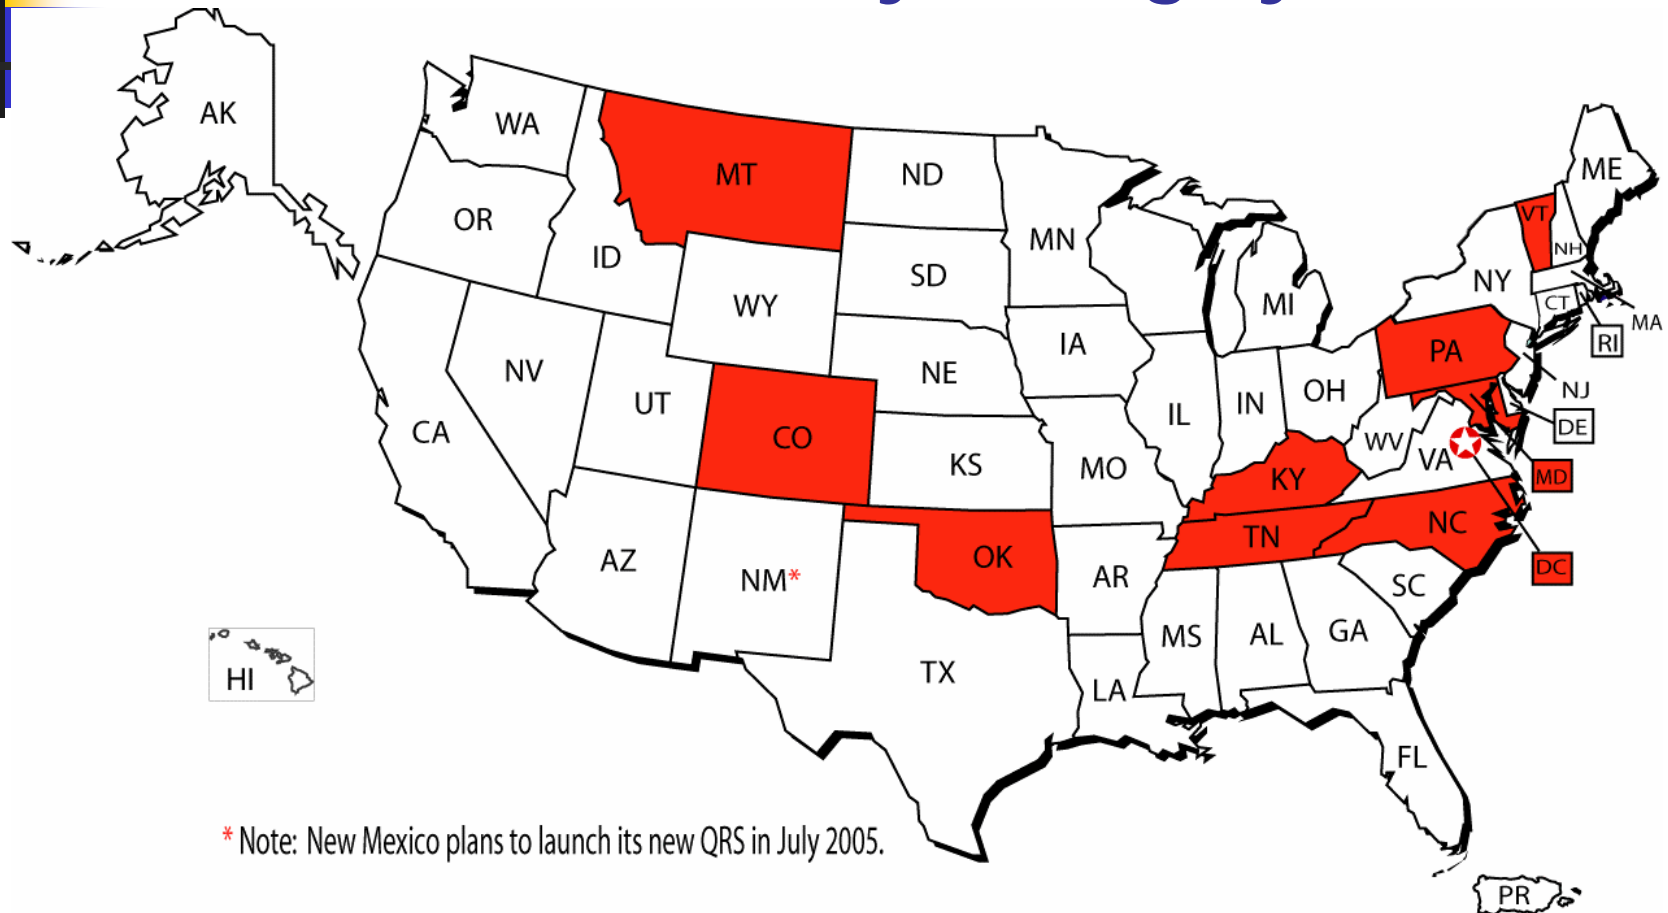 AK
WA
MT
ND
ME
VT
OR
MN
NH
ID
SD
NY
WY
MI
CT
MA
RI
IA
PA
NV
NE
NJ
UT
OH
IN
IL
DE
CA
CO
WV
VA
KS
MO
KY
MD
NC
TN
AZ
OK
DC
NM*
AR
SC
MS
AL
GA
TX
HI
LA
FL
* Note: New Mexico plans to launch its new QRS in July 2005.
PR